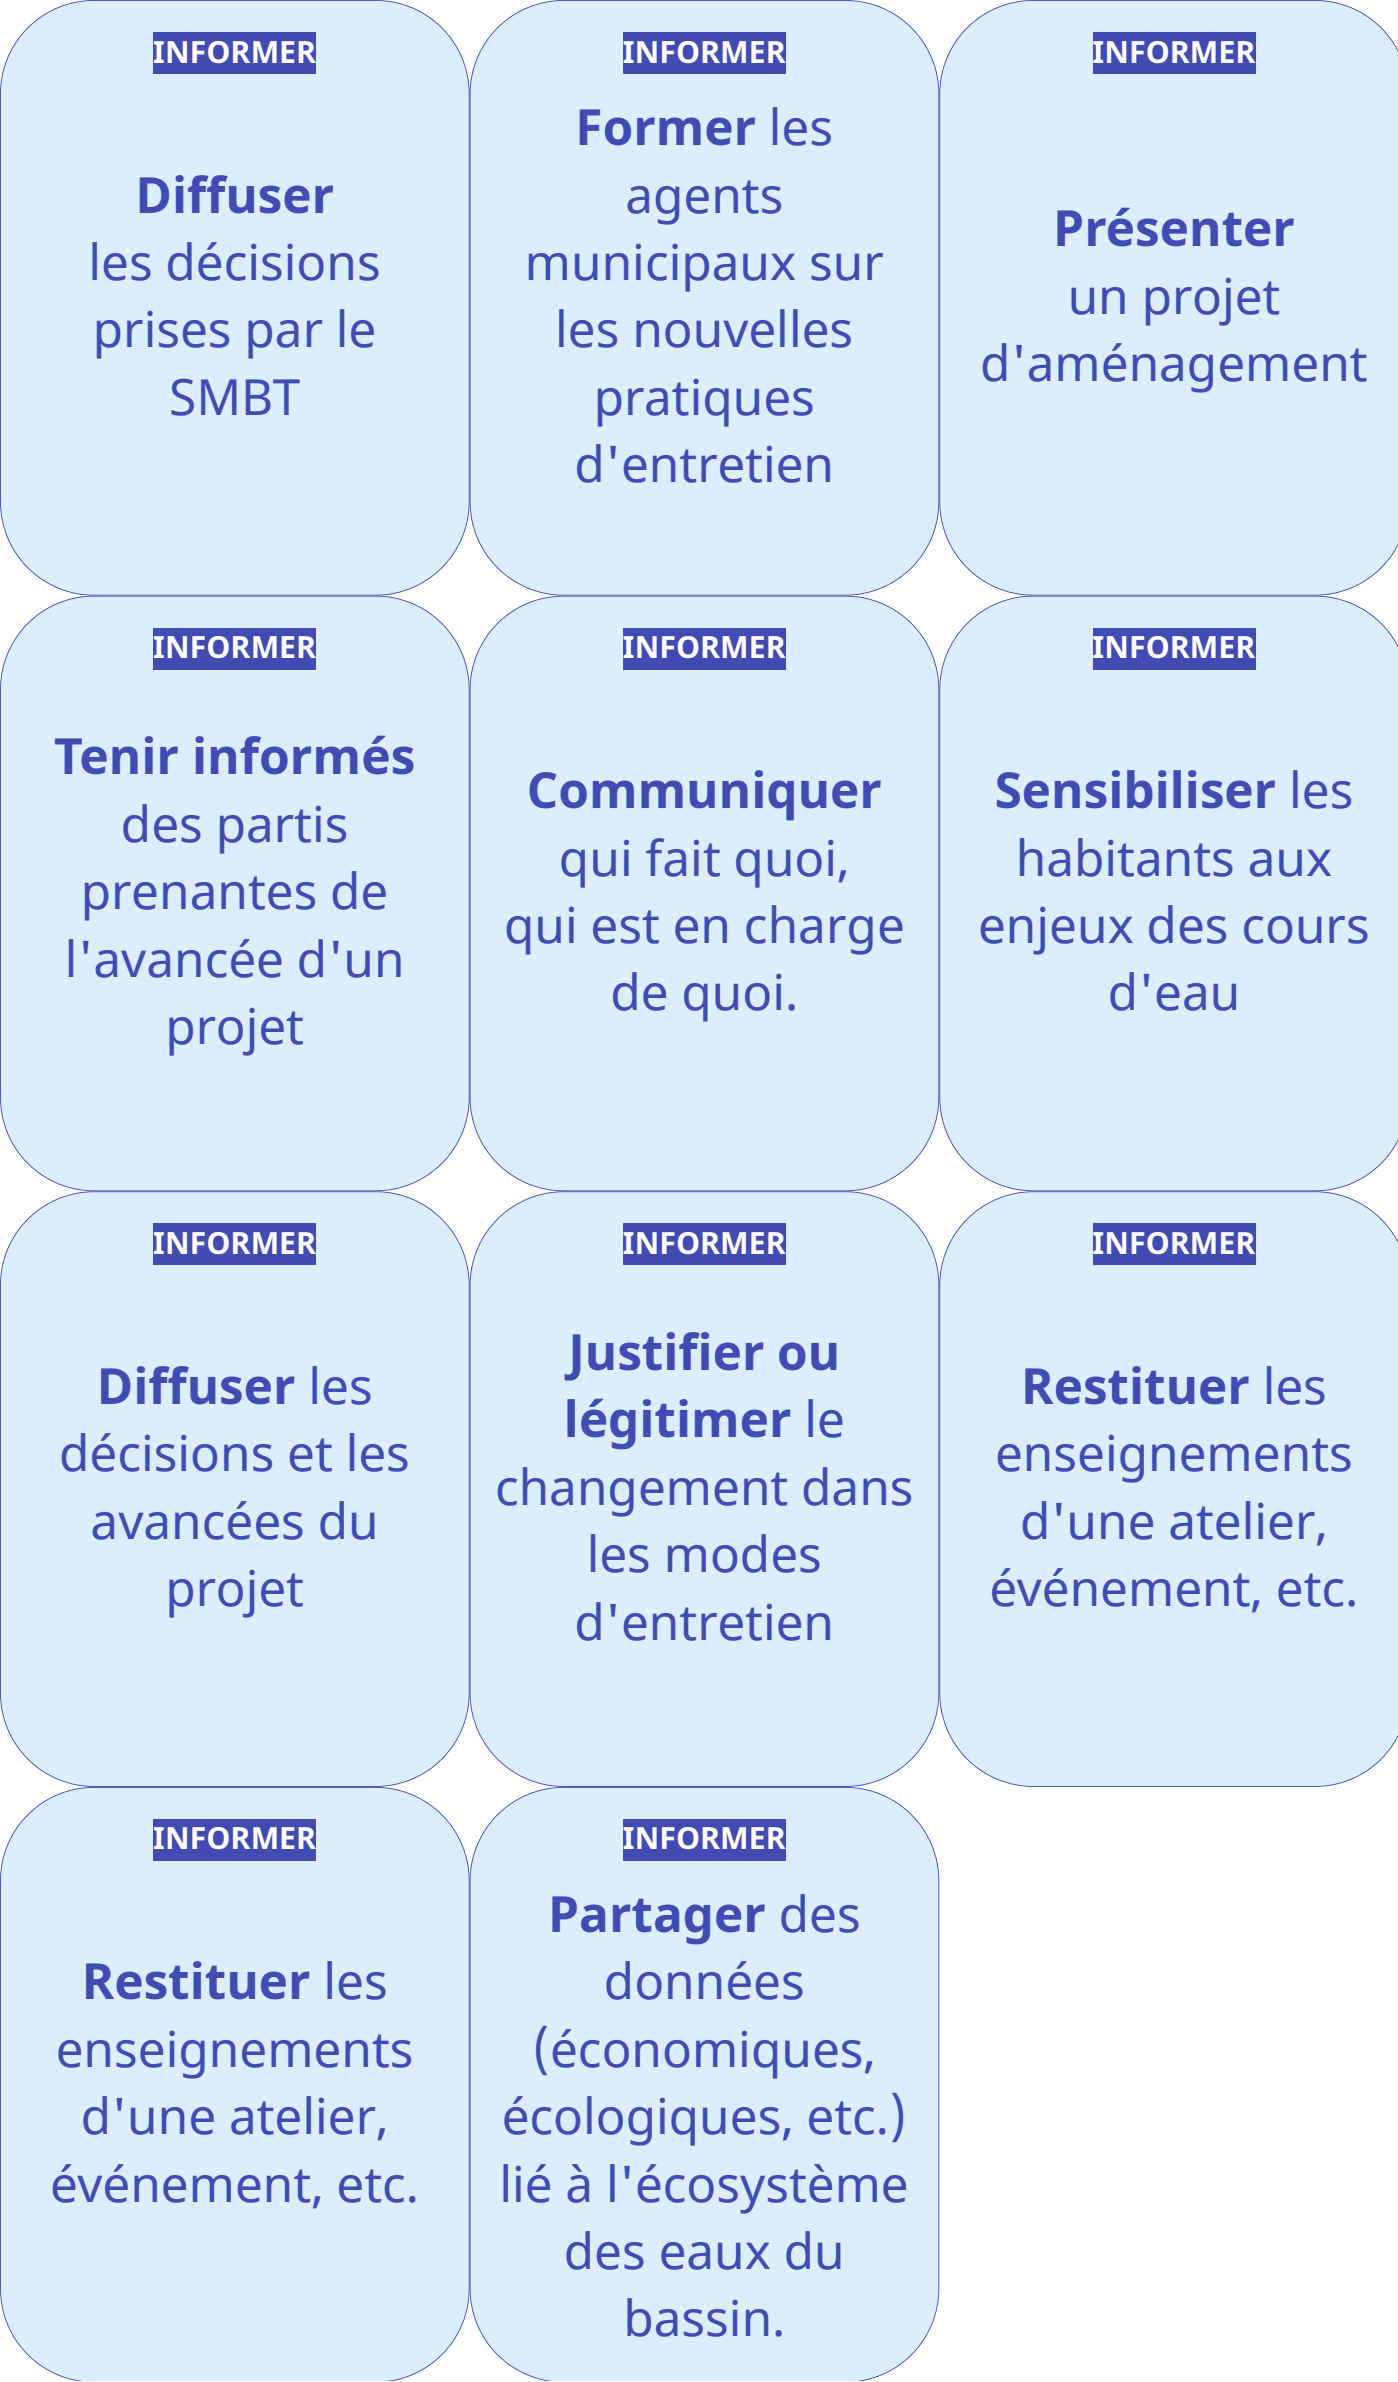 INFORMER
Diffuser
les décisions
prises par le
SMBT
INFORMER
Former les
agents
municipaux sur
les nouvelles
pratiques
d'entretien
INFORMER
Présenter
un projet
d'aménagement
INFORMER
Tenir informés
des partis
prenantes de
l'avancée d'un
projet
INFORMER
Communiquer
qui fait quoi,
qui est en charge
de quoi.
INFORMER
Sensibiliser les
habitants aux
enjeux des cours
d'eau
INFORMER
Diffuser les
décisions et les
avancées du
projet
INFORMER
Justifier ou
légitimer le
changement dans
les modes
d'entretien
INFORMER
Restituer les
enseignements
d'une atelier,
événement, etc.
INFORMER
Restituer les
enseignements
d'une atelier,
événement, etc.
INFORMER
Partager des
données
(économiques,
écologiques, etc.)
lié à l'écosystème
des eaux du
bassin.